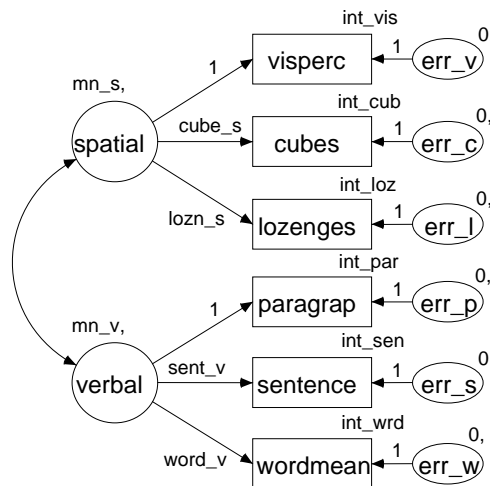 int_vis
0,
1
visperc
1
err_v
mn_s,
int_cub
0,
spatial
cube_s
cubes
1
err_c
int_loz
0,
lozn_s
lozenges
1
err_l
int_par
0,
1
paragrap
1
err_p
mn_v,
int_sen
0
verbal
sent_v
sentence
1
err_s
int_wrd
0,
word_v
wordmean
1
err_w